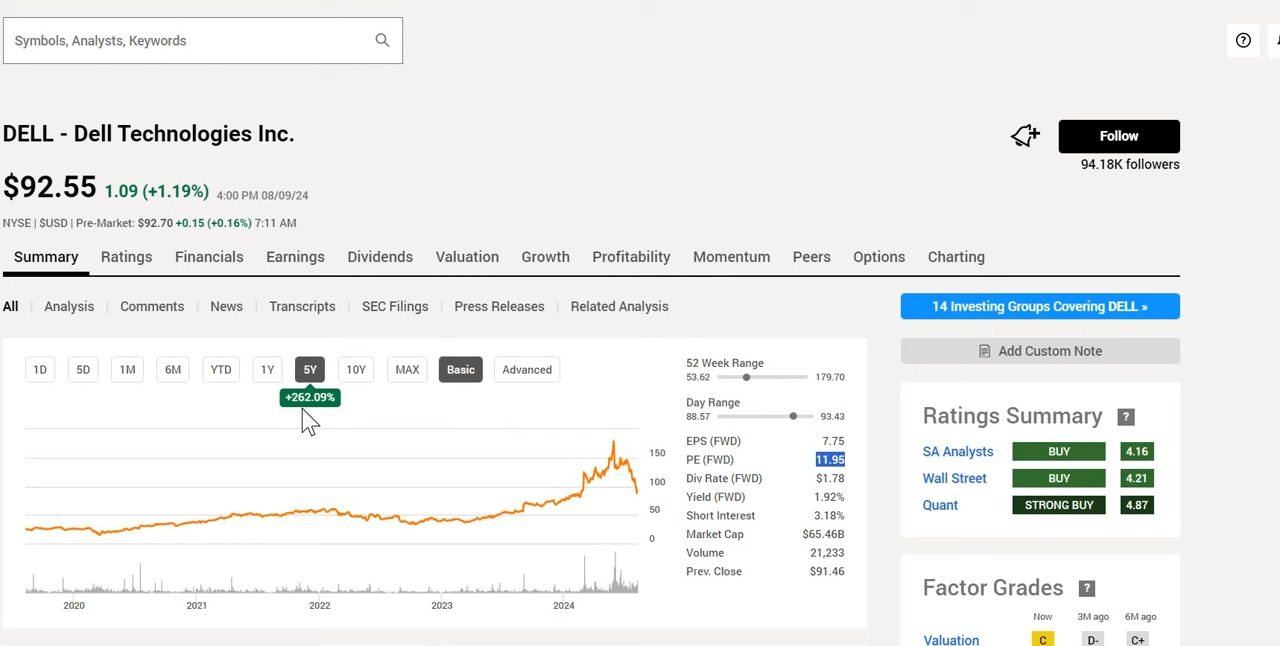 Symbols, Analysts, Keywords
DELL - Dell Technologies Inc.
Follow
94.18K followers
$92.55 1.09 (+1.19%) 4:00 PM 08/09/24
NYSE | $USD | Pre-Market: $92.70 +0.15 (+0.16%) 7:11 AM
Summary Ratings Financials Earnings Dividends Valuation Growth Profitability Momentum Peers Options Charting
All | Analysis | Comments | News | Transcripts | SEC Filings | Press Releases | Related Analysis
14 Investing Groups Covering DELL »
Add Custom Note
1D 5D 1M 6M YTD 1Y 5Y 10Y MAX Basic Advanced
+262.09%
150
100
50
0
2020 2021 2022 2023 2024
52 Week Range
53.62 179.70
Day Range
88.57 93.43
EPS (FWD) 7.75
PE (FWD) 11.95
Div Rate (FWD) $1.78
Yield (FWD) 1.92%
Short Interest 3.18%
Market Cap $65.46B
Volume 21,233
Prev. Close $91.46
Ratings Summary ?
SA Analysts BUY 4.16
Wall Street BUY 4.21
Quant STRONG BUY 4.87
Factor Grades ?
Now 3M ago 6M ago
Valuation C D- C+